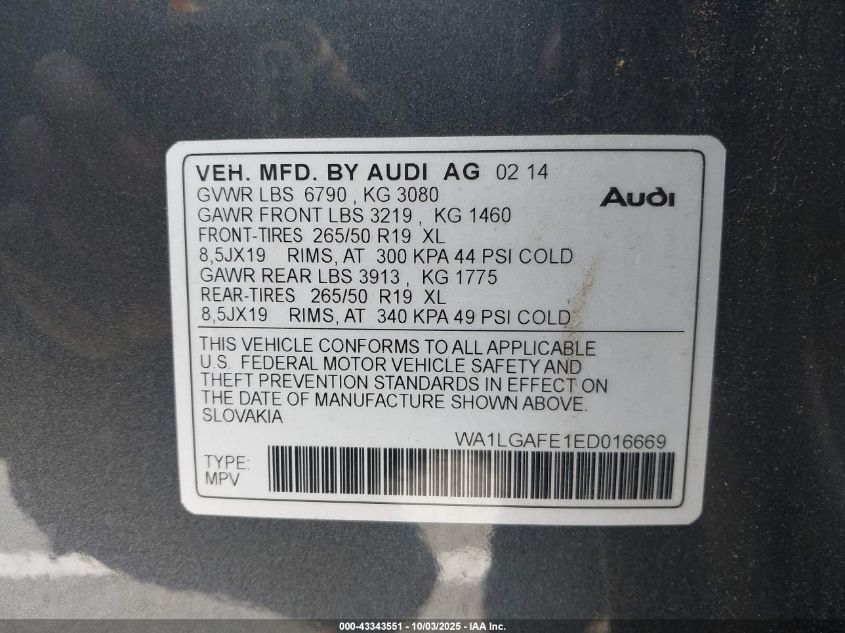 VEH. MFD. BY AUDI AG 02 14
GVWR LBS 6790 , KG 3080
Audi
GAWR FRONT LBS 3219 , KG 1460
FRONT-TIRES 265/50 R19 XL
8,5JX19 RIMS, AT 300 KPA 44 PSI COLD
GAWR REAR LBS 3913 , KG 1775
REAR-TIRES 265/50 R19 XL
8,5JX19 RIMS, AT 340 KPA 49 PSI COLD
THIS VEHICLE CONFORMS TO ALL APPLICABLE
U.S. FEDERAL MOTOR VEHICLE SAFETY AND
THEFT PREVENTION STANDARDS IN EFFECT ON
THE DATE OF MANUFACTURE SHOWN ABOVE.
SLOVAKIA
WA1LGAFE1ED016669
TYPE:
MPV
000-43343551 - 10/03/2025 - IAA Inc.